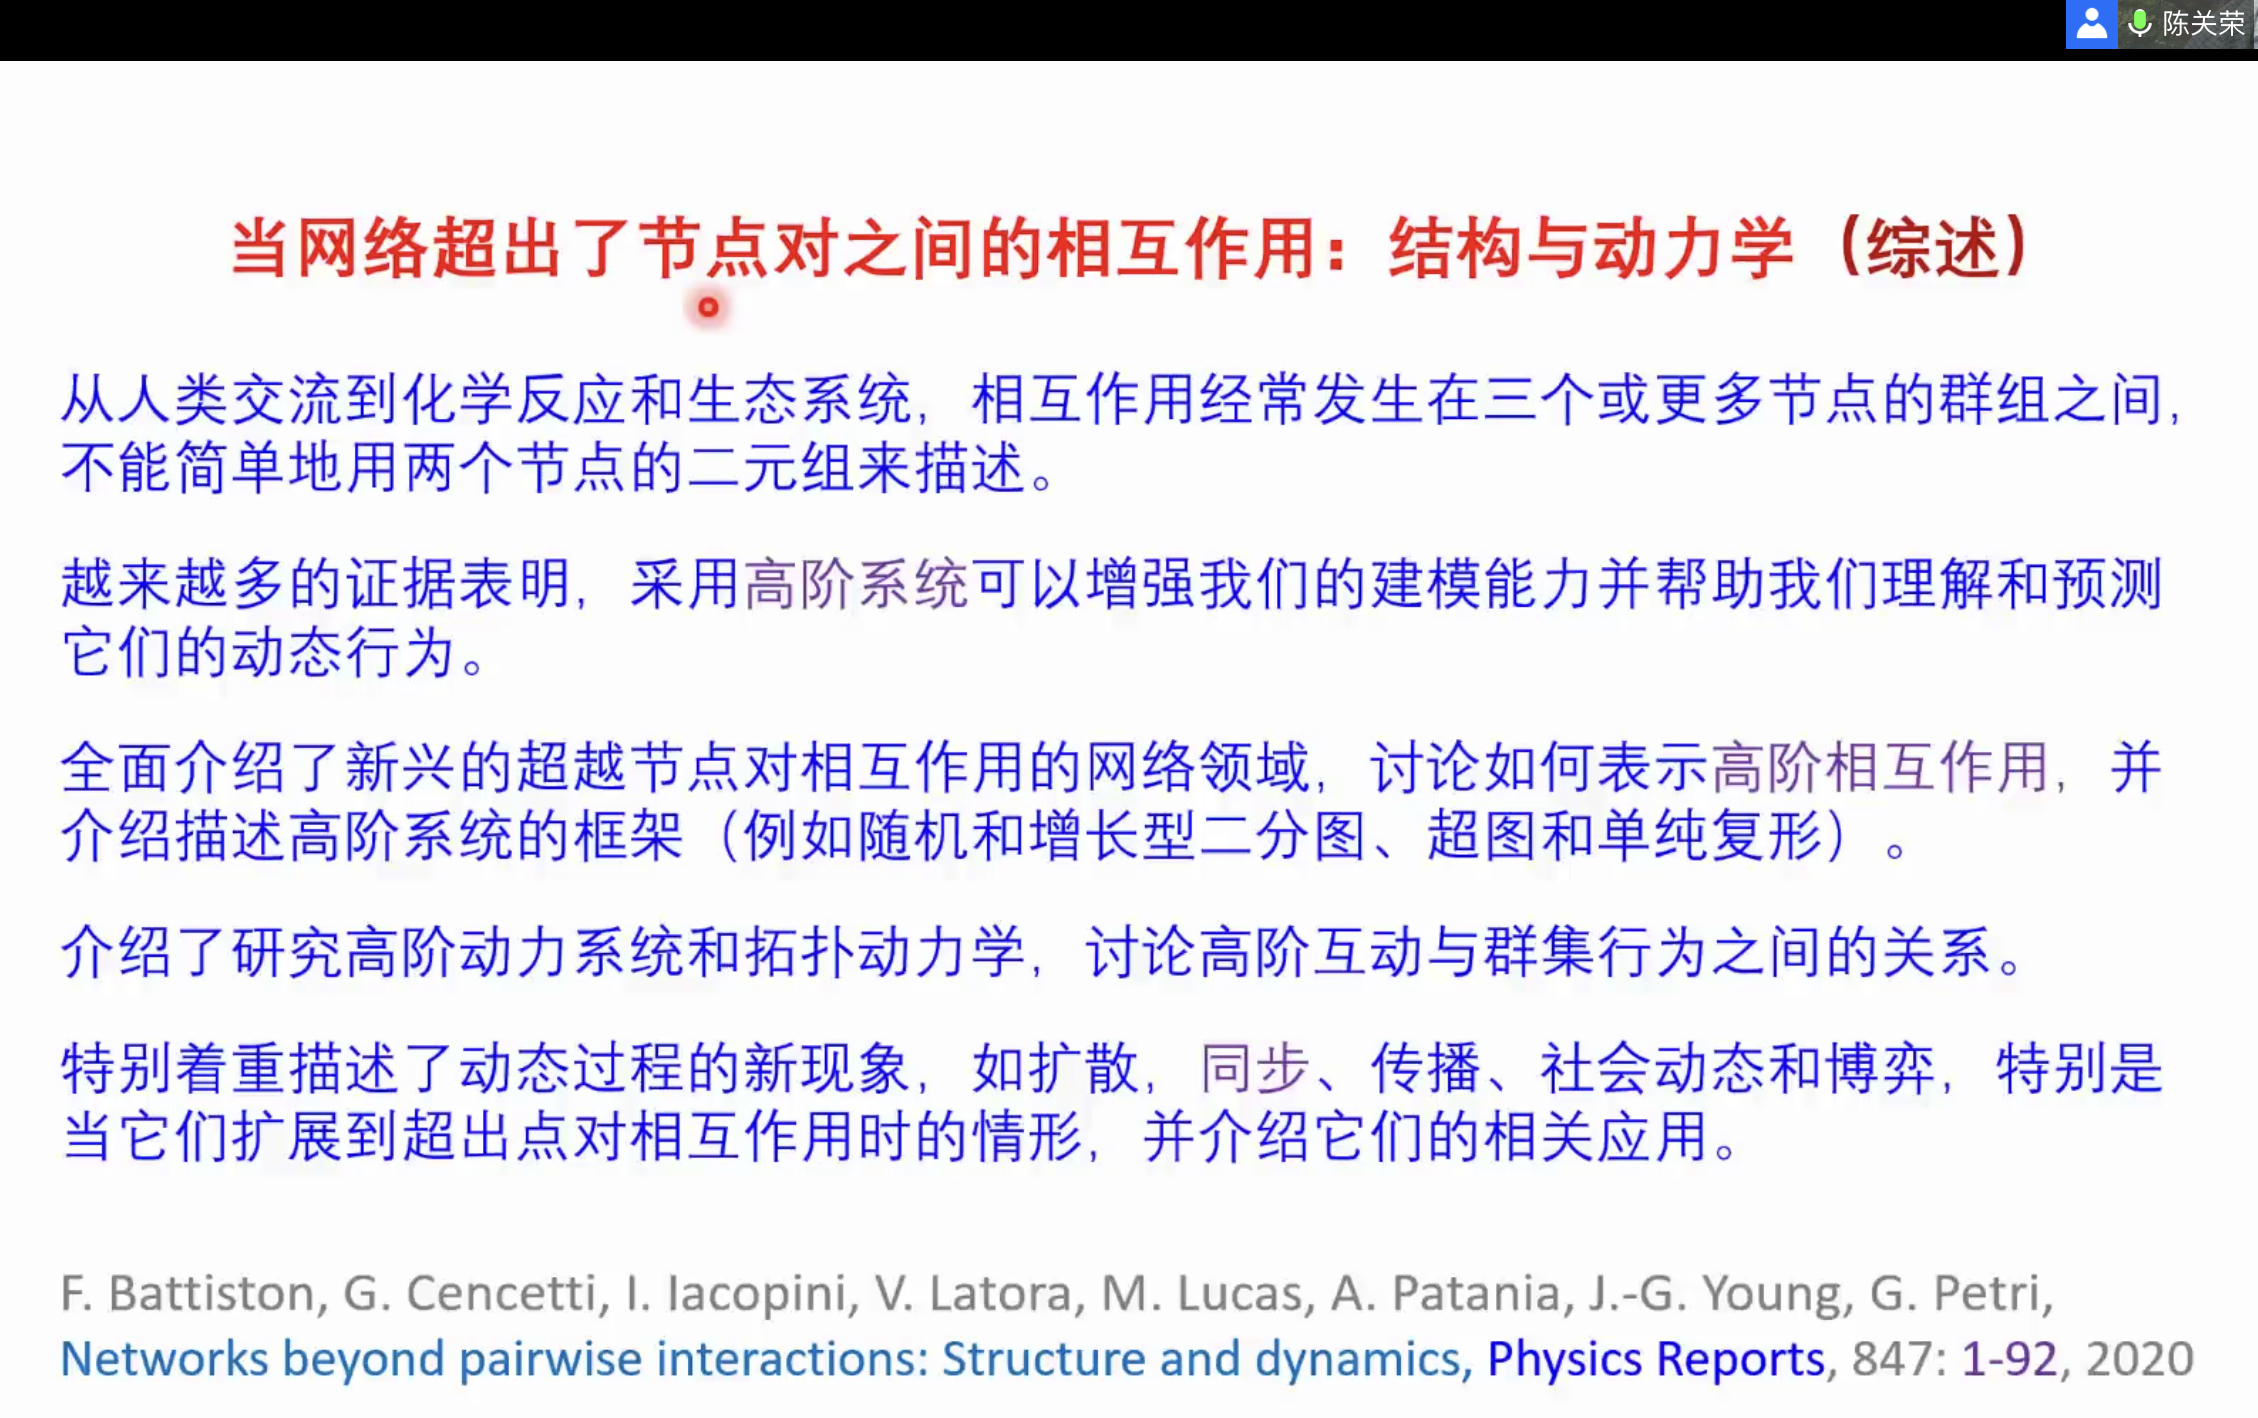 陈关荣
当网络超出了节点对之间的相互作用：结构与动力学（综述）
从人类交流到化学反应和生态系统，相互作用经常发生在三个或更多节点的群组之间，
不能简单地用两个节点的二元组来描述。
越来越多的证据表明，采用高阶系统可以增强我们的建模能力并帮助我们理解和预测
它们的动态行为。
全面介绍了新兴的超越节点对相互作用的网络领域，讨论如何表示高阶相互作用，并
介绍描述高阶系统的框架（例如随机和增长型二分图、超图和单纯复形）。
介绍了研究高阶动力系统和拓扑动力学，讨论高阶互动与群集行为之间的关系。
特别着重描述了动态过程的新现象，如扩散，同步、传播、社会动态和博弈，特别是
当它们扩展到超出点对相互作用时的情形，并介绍它们的相关应用。
F. Battiston, G. Cencetti, I. Iacopini, V. Latora, M. Lucas, A. Patania, J.-G. Young, G. Petri,
Networks beyond pairwise interactions: Structure and dynamics, Physics Reports, 847: 1-92, 2020